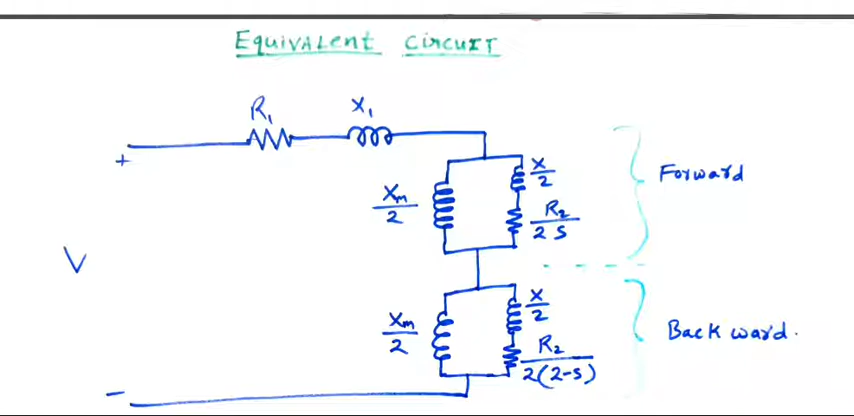 EQUIVALENT CIRCUIT
R₁
X₁
+
X/2
Xm/2
R₂/2S
Forward
V
X/2
Xm/2
R₂/2(2-s)
Backward.
-